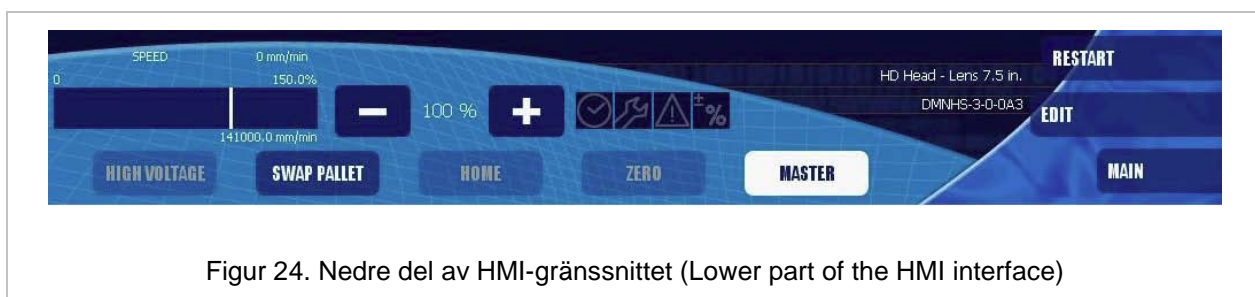 SPEED 0 mm/min
0 150.0%
100 %
141000.0 mm/min
±%
HD Head - Lens 7.5 in.
DMNHS-3-0-0A3
RESTART
EDIT
HIGH VOLTAGE SWAP PALLET HOME ZERO MASTER MAIN
Figur 24. Nedre del av HMI-gränssnittet (Lower part of the HMI interface)